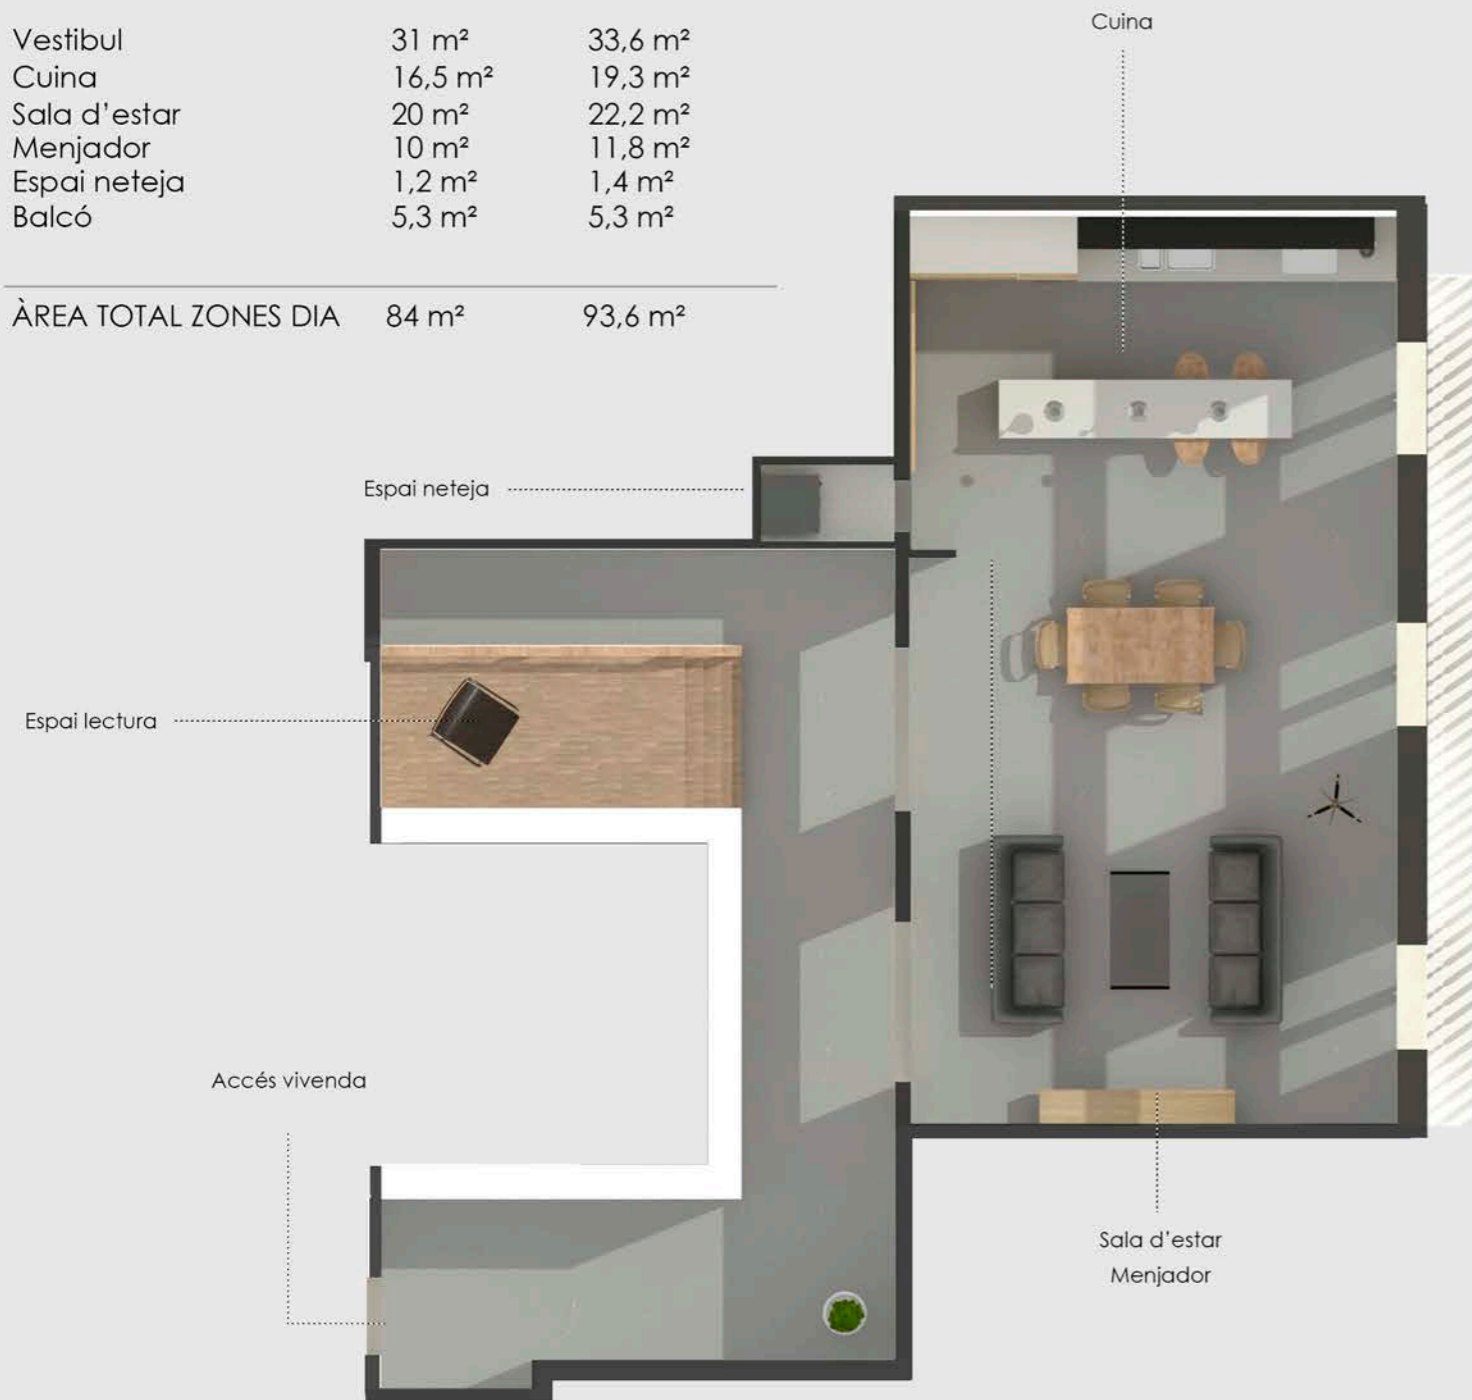 Vestibul 31 m² 33,6 m²
Cuina 16,5 m² 19,3 m²
Sala d'estar 20 m² 22,2 m²
Menjador 10 m² 11,8 m²
Espai neteja 1,2 m² 1,4 m²
Balcó 5,3 m² 5,3 m²
ÀREA TOTAL ZONES DIA 84 m² 93,6 m²
Cuina
Espai neteja
Espai lectura
Accés vivenda
Sala d'estar
Menjador